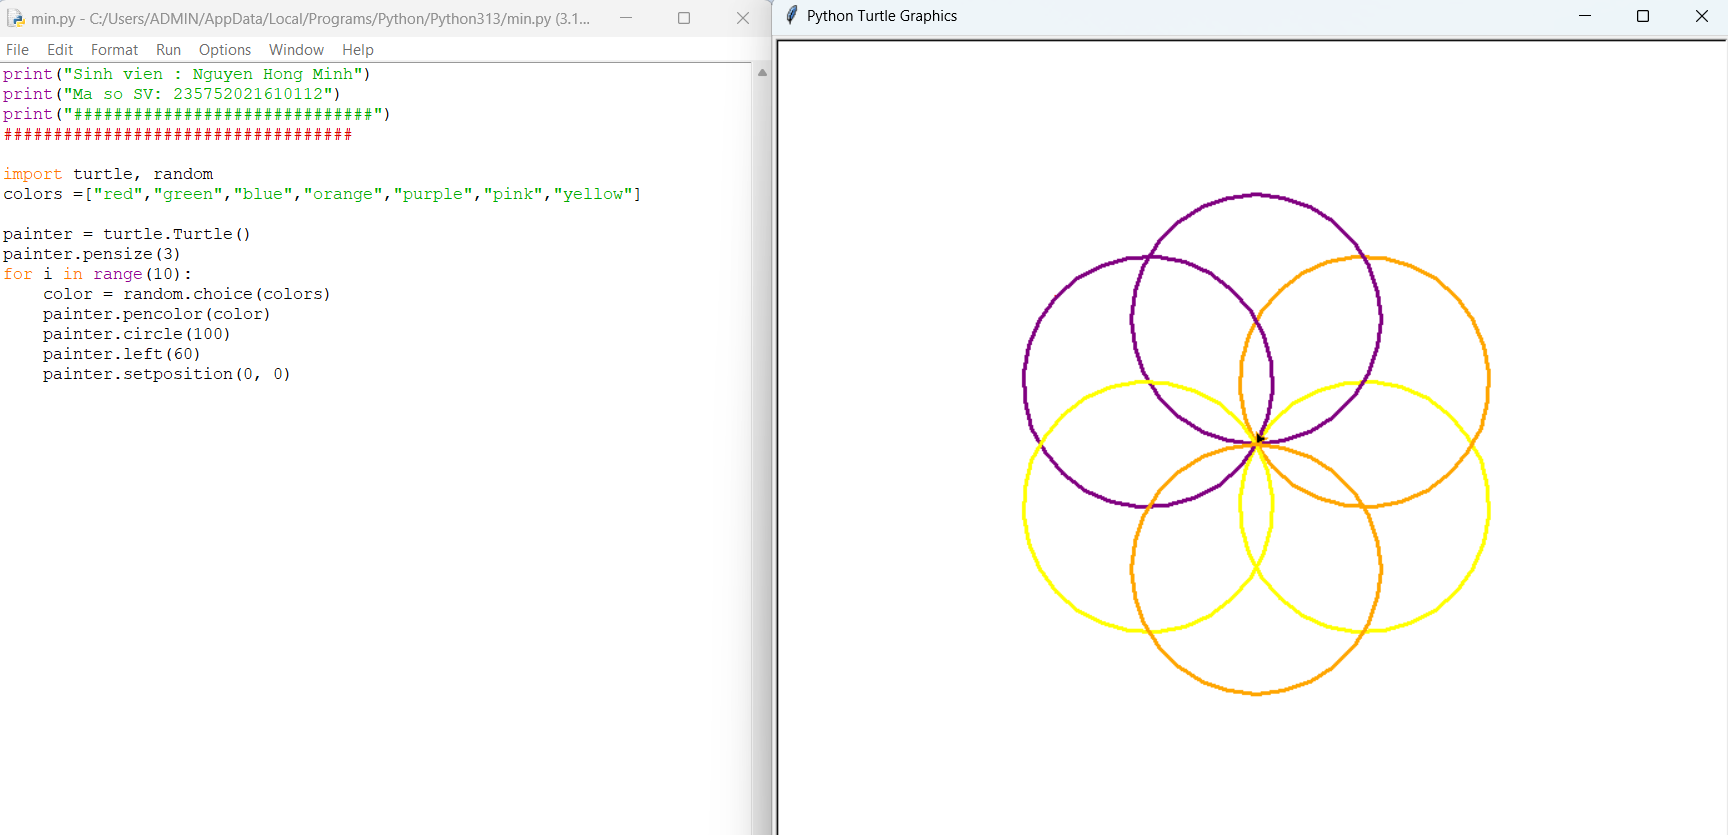 min.py - C:/Users/ADMIN/AppData/Local/Programs/Python/Python313/min.py (3.1...
File Edit Format Run Options Window Help
print("Sinh vien : Nguyen Hong Minh")
print("Ma so SV: 235752021610112")
print("##############################")
###################################
import turtle, random
colors =["red","green","blue","orange","purple","pink","yellow"]
painter = turtle.Turtle()
painter.pensize(3)
for i in range(10):
    color = random.choice(colors)
    painter.pencolor(color)
    painter.circle(100)
    painter.left(60)
    painter.setposition(0, 0)
Python Turtle Graphics